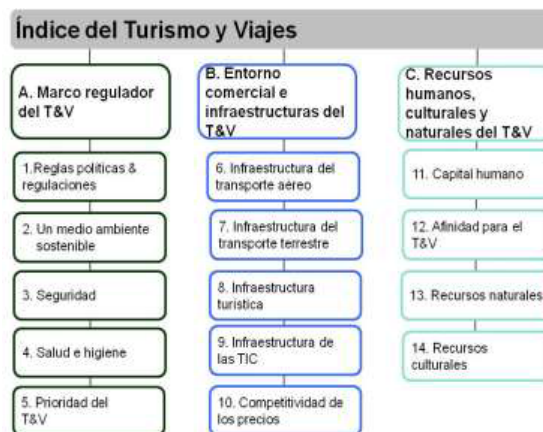 Índice del Turismo y Viajes
A. Marco regulador
del T&V
1.Reglas políticas &
regulaciones
2. Un medio ambiente
sostenible
3. Seguridad
4. Salud e higiene
5. Prioridad del
T&V
B. Entorno
comercial e
infraestructuras del
T&V
6. Infraestructura del
transporte aéreo
7. Infraestructura del
transporte terrestre
8. Infraestructura
turística
9. Infraestructura de
las TIC
10. Competitividad de
los precios
C. Recursos
humanos,
culturales y
naturales del T&V
11. Capital humano
12. Afinidad para el
T&V
13. Recursos naturales
14. Recursos
culturales